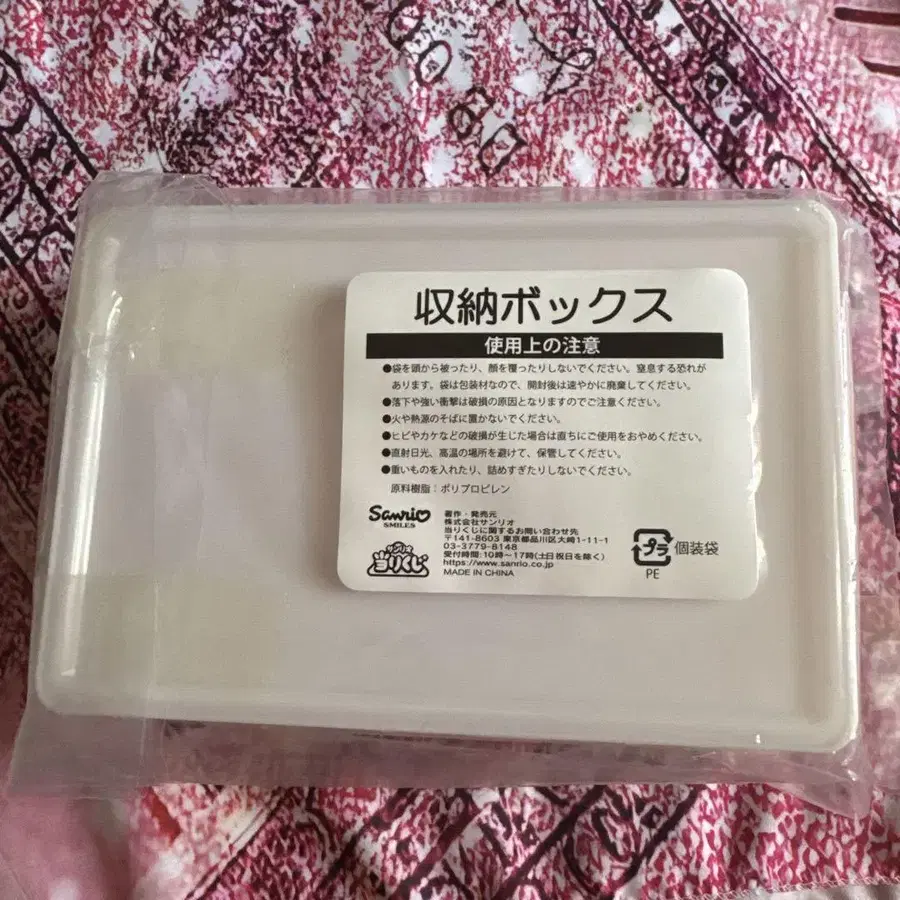 収納ボックス
使用上の注意
●袋を頭から被ったり、顔を覆ったりしないでください。窒息する恐れが
あります。袋は包装材なので、開封後は速やかに廃棄してください。
●落下や強い衝撃は破損の原因となりますのでご注意ください。
●火や熱源のそばに置かないでください。
●ヒビやカケなどの破損が生じた場合は直ちにご使用をおやめください。
●直射日光、高温の場所を避けて、保管してください。
●重いものを入れたり、詰めすぎたりしないでください。
原料樹脂:ポリプロピレン
Sanrio
SMILES
サンリオ
当りくじ
著作・発売元
株式会社サンリオ
当りくじに関するお問い合わせ先
〒141-8603 東京都品川区大崎1-11-1
03-3779-8148
受付時間:10時〜17時(土日祝日を除く)
https://www.sanrio.co.jp
MADE IN CHINA
プラ
個装袋
PE